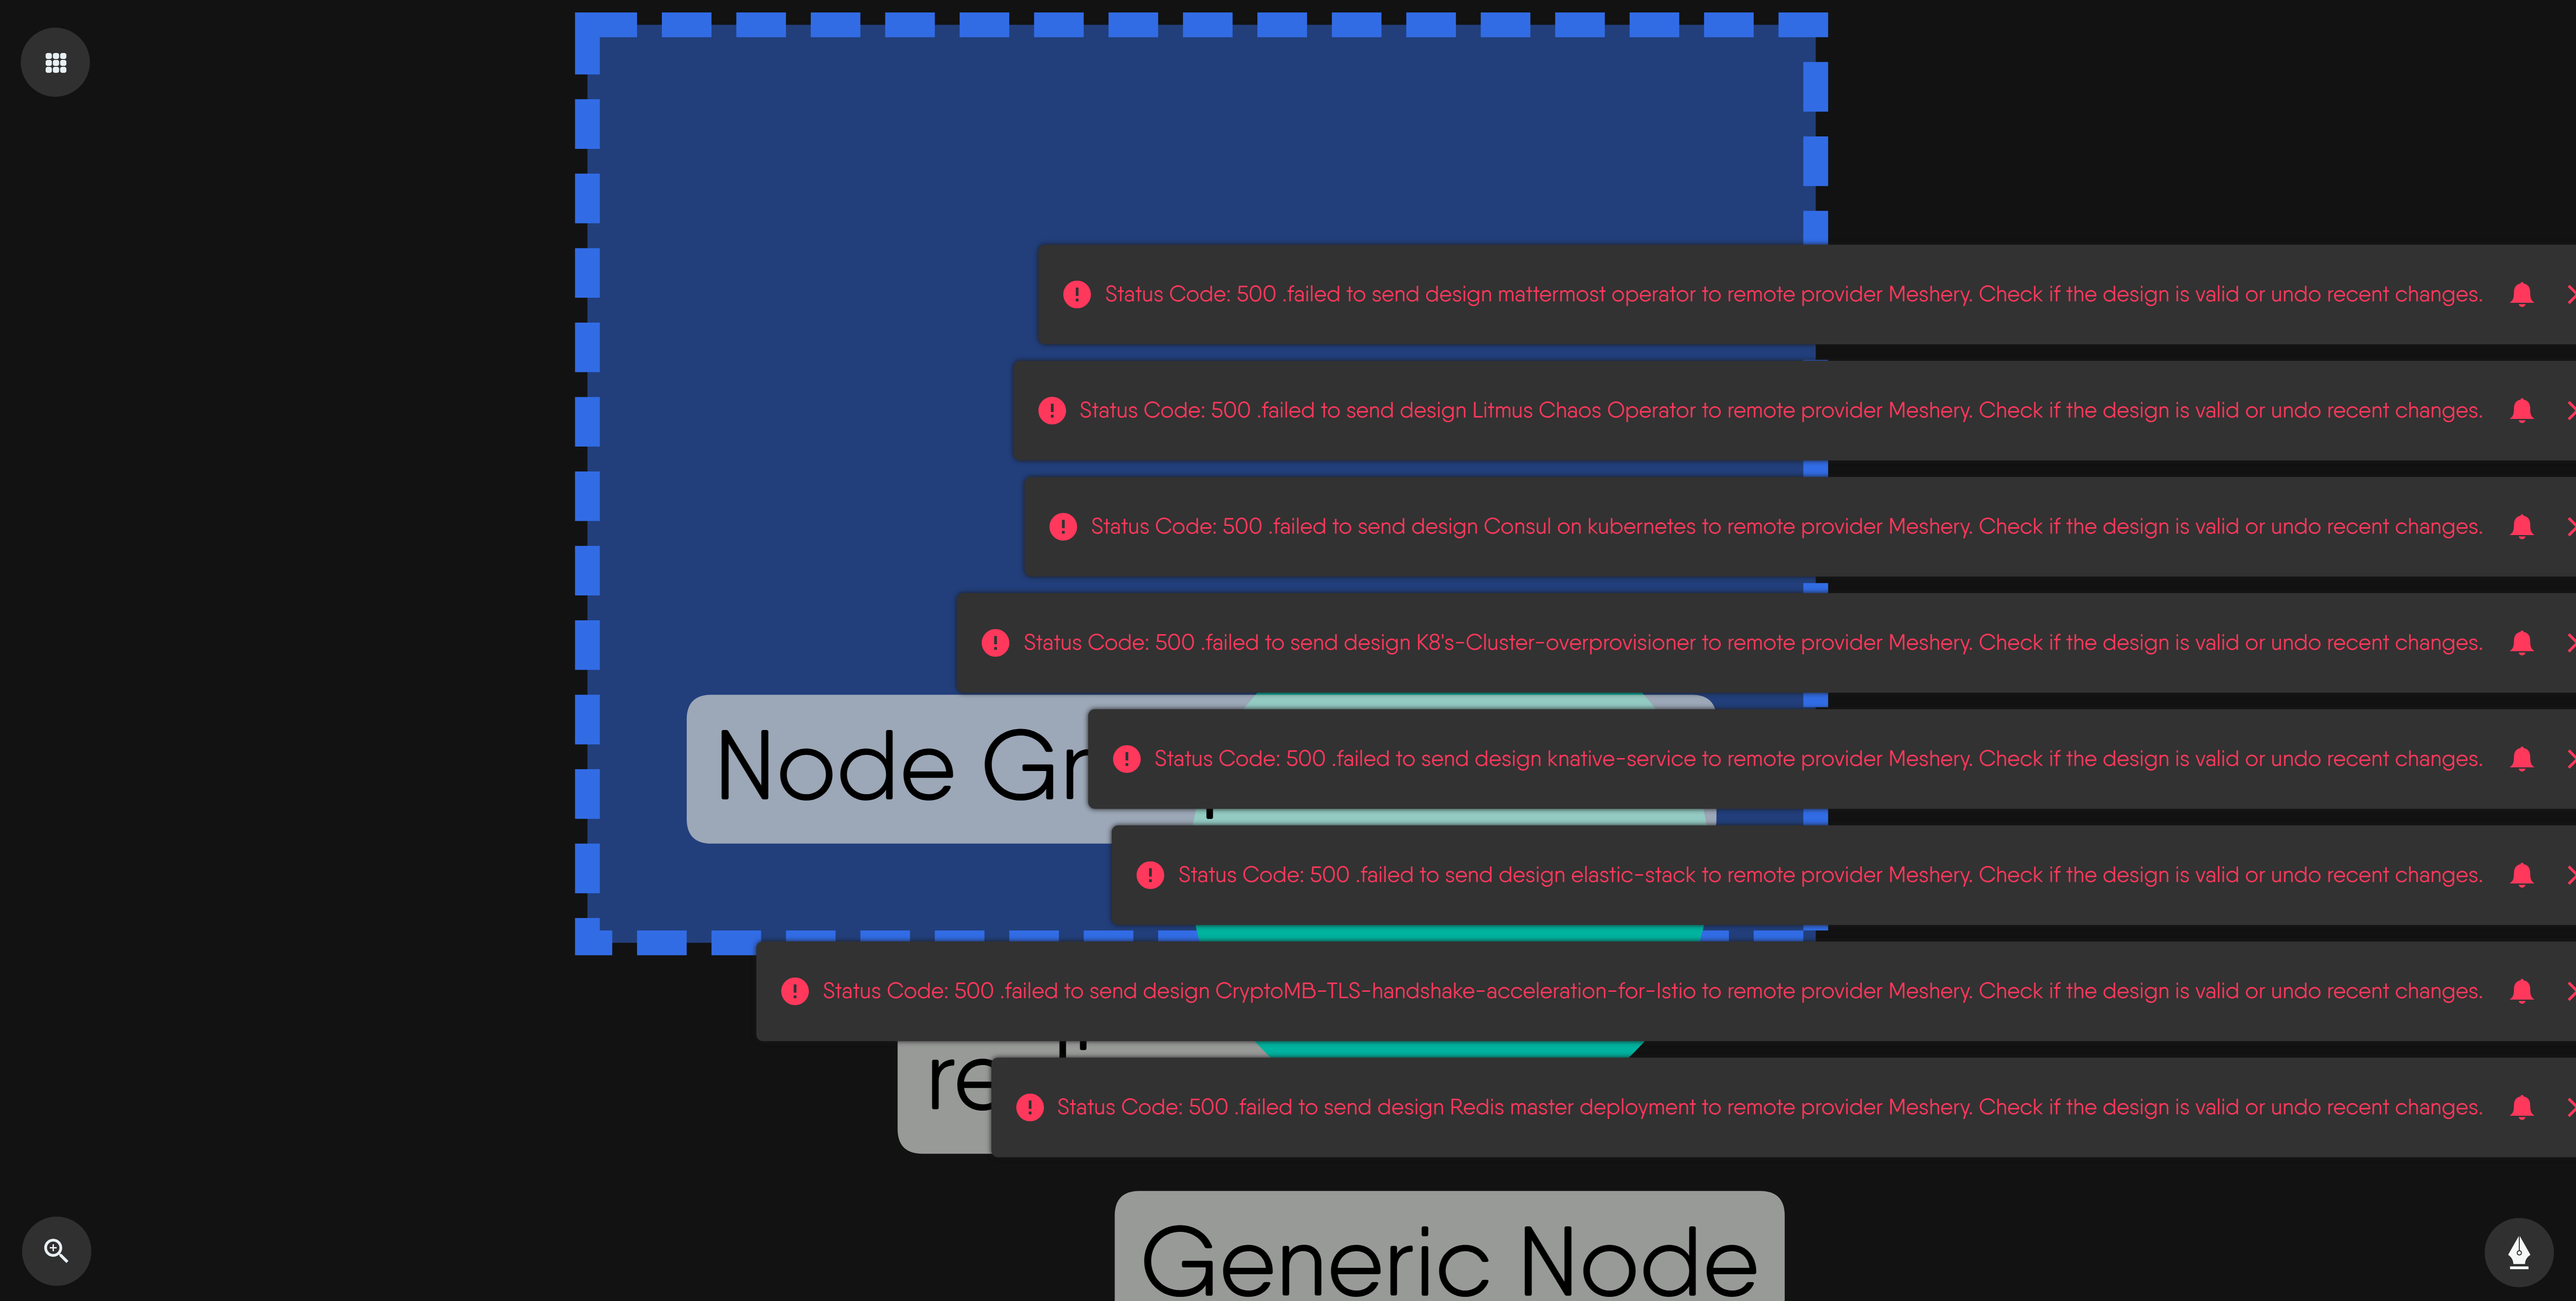 Status Code: 500 .failed to send design mattermost operator to remote provider Meshery. Check if the design is valid or undo recent changes.
Status Code: 500 .failed to send design Litmus Chaos Operator to remote provider Meshery. Check if the design is valid or undo recent changes.
Status Code: 500 .failed to send design Consul on kubernetes to remote provider Meshery. Check if the design is valid or undo recent changes.
Status Code: 500 .failed to send design K8's-Cluster-overprovisioner to remote provider Meshery. Check if the design is valid or undo recent changes.
Node
Status Code: 500 .failed to send design knative-service to remote provider Meshery. Check if the design is valid or undo recent changes.
Status Code: 500 .failed to send design elastic-stack to remote provider Meshery. Check if the design is valid or undo recent changes.
Status Code: 500 .failed to send design CryptoMB-TLS-handshake-acceleration-for-Istio to remote provider Meshery. Check if the design is valid or undo recent changes.
Status Code: 500 .failed to send design Redis master deployment to remote provider Meshery. Check if the design is valid or undo recent changes.
Generic Node